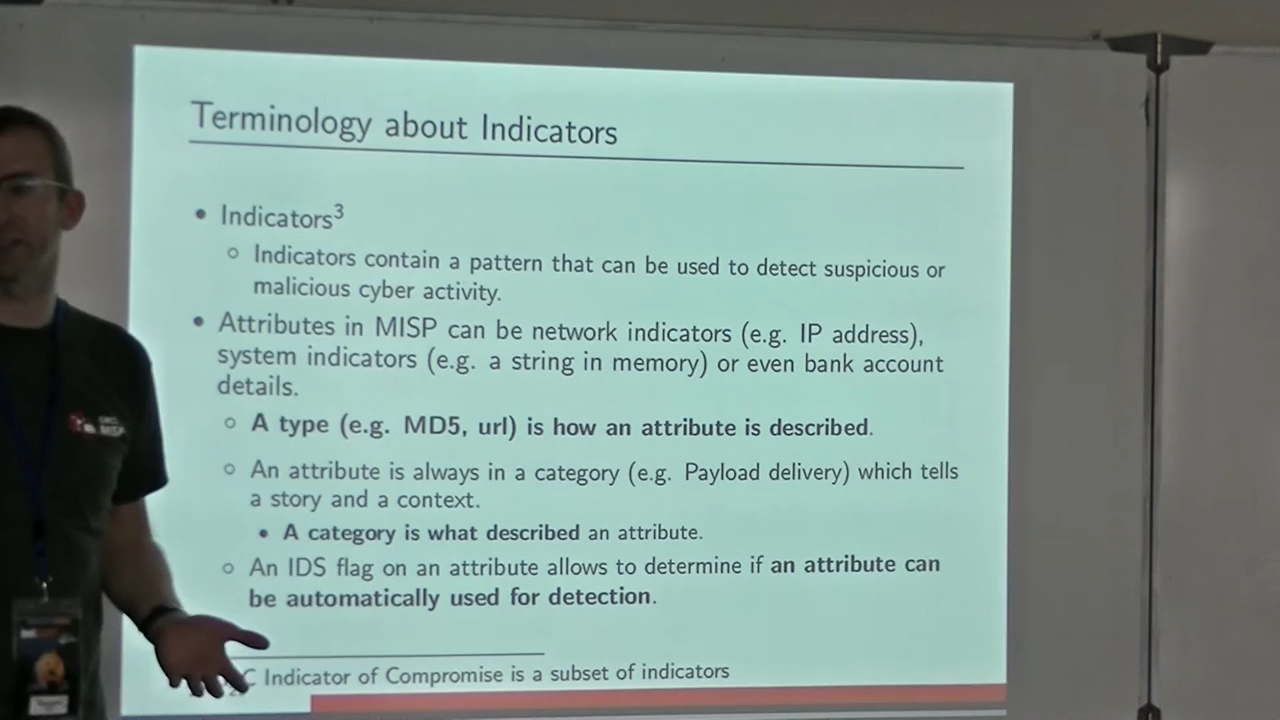 Terminology about Indicators
• Indicators3
○ Indicators contain a pattern that can be used to detect suspicious or
malicious cyber activity.
• Attributes in MISP can be network indicators (e.g. IP address),
system indicators (e.g. a string in memory) or even bank account
details.
○ A type (e.g. MD5, url) is how an attribute is described.
○ An attribute is always in a category (e.g. Payload delivery) which tells
a story and a context.
• A category is what described an attribute.
○ An IDS flag on an attribute allows to determine if an attribute can
be automatically used for detection.
C Indicator of Compromise is a subset of indicators
MISP